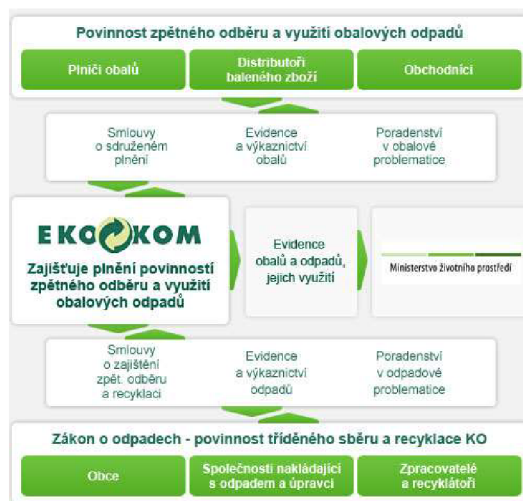 Povinnost zpětného odběru a využití obalových odpadů
Plniči obalů
Distributoři
baleného zboží
Obchodníci
Smlouvy
o sdruženém
plnění
Evidence
a výkaznictví
obalů
Poradenství
v obalové
problematice
EKO KOM
Zajišťuje plnění povinností
zpětného odběru a využití
obalových odpadů
Evidence
obalů a odpadů,
jejich využití
Ministerstvo životního prostředí
Smlouvy
o zajištění
zpět. odběru
a recyklaci
Evidence
a výkaznictví
odpadů
Poradenství
v odpadové
problematice
Zákon o odpadech - povinnost tříděného sběru a recyklace KO
Obce
Společnosti nakládající
s odpadem a úpravci
Zpracovatelé
a recyklátoři